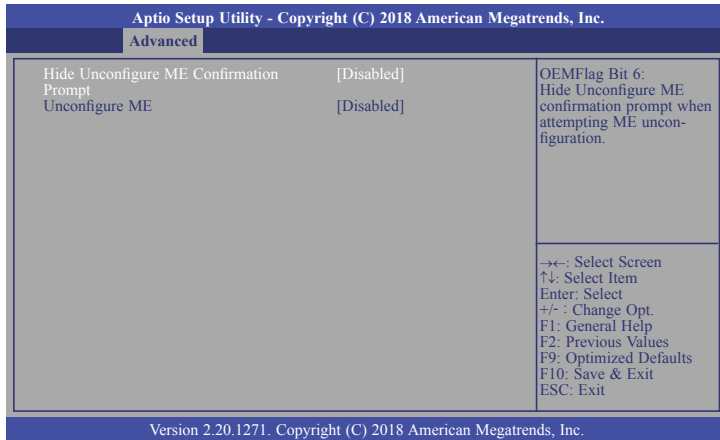 Aptio Setup Utility - Copyright (C) 2018 American Megatrends, Inc.
Advanced
Hide Unconfigure ME Confirmation [Disabled]
Prompt
Unconfigure ME [Disabled]
OEMFlag Bit 6:
Hide Unconfigure ME
confirmation prompt when
attempting ME uncon-
figuration.
→←: Select Screen
↑↓: Select Item
Enter: Select
+/- : Change Opt.
F1: General Help
F2: Previous Values
F9: Optimized Defaults
F10: Save & Exit
ESC: Exit
Version 2.20.1271. Copyright (C) 2018 American Megatrends, Inc.